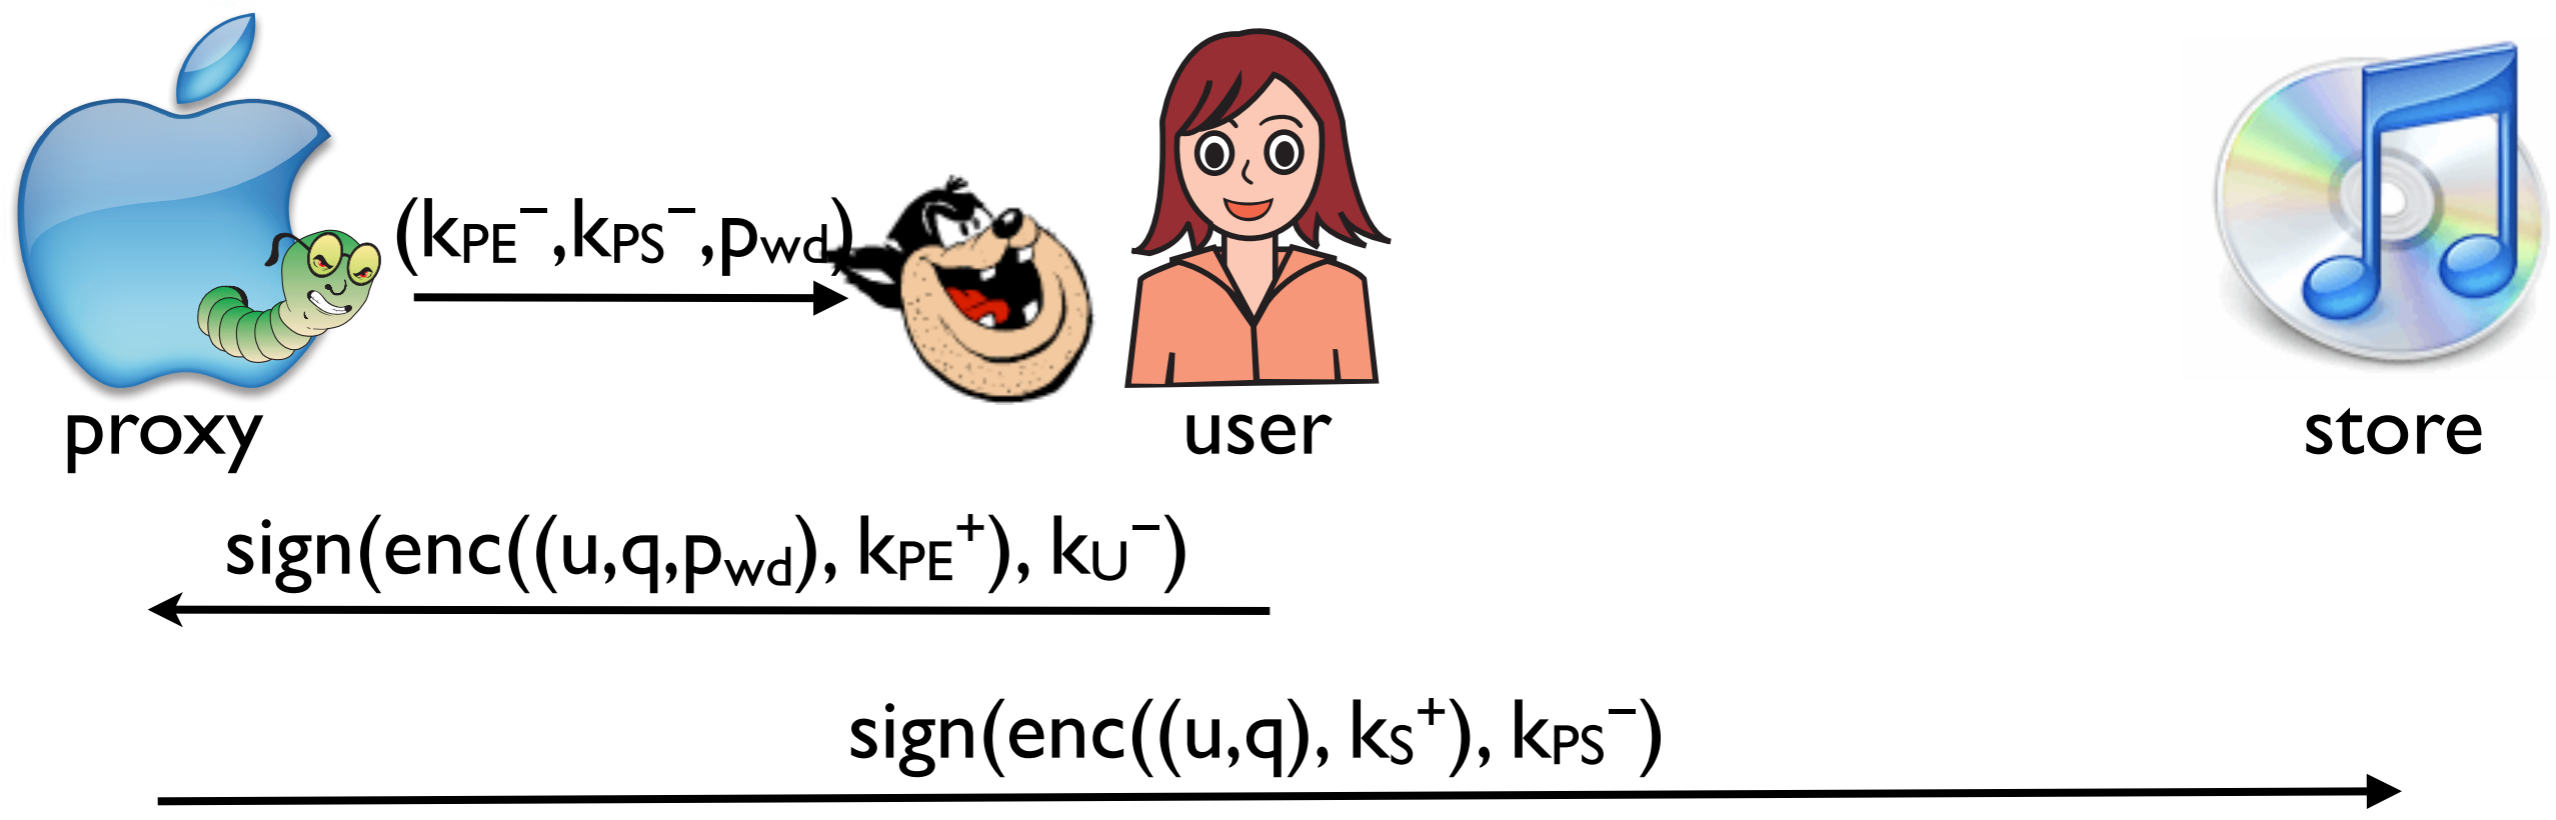 (kPE⁻,kPS⁻,pwd)
proxy
user
store
sign(enc((u,q,pwd), kPE⁺), kU⁻)
sign(enc((u,q), kS⁺), kPS⁻)